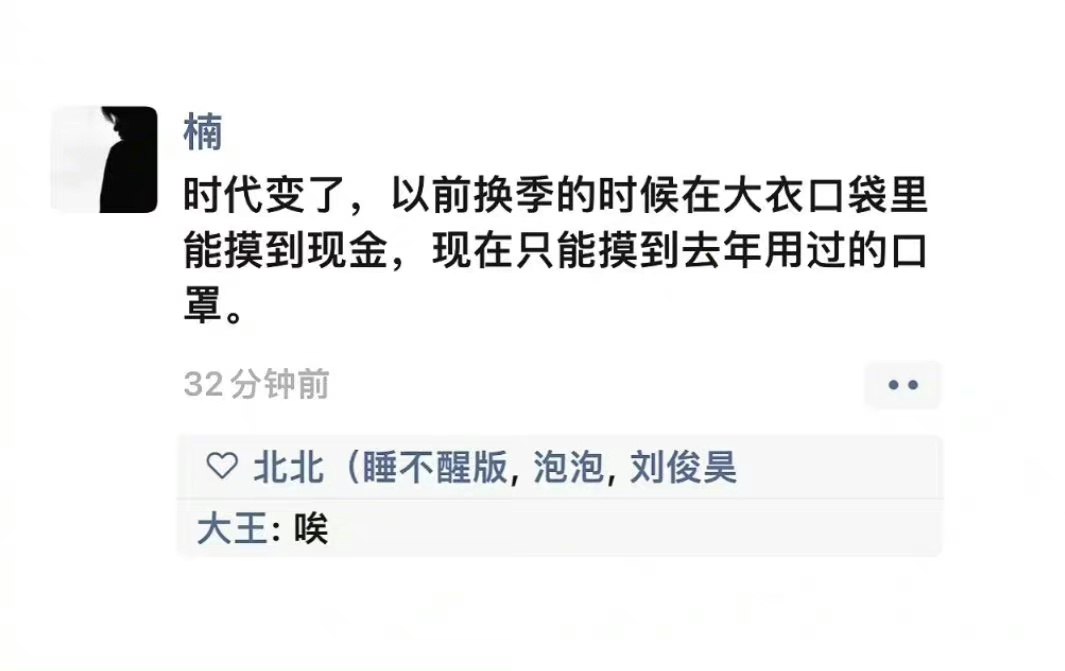 楠
时代变了，以前换季的时候在大衣口袋里
能摸到现金，现在只能摸到去年用过的口
罩。
32分钟前
北北（睡不醒版, 泡泡, 刘俊昊
大王: 唉